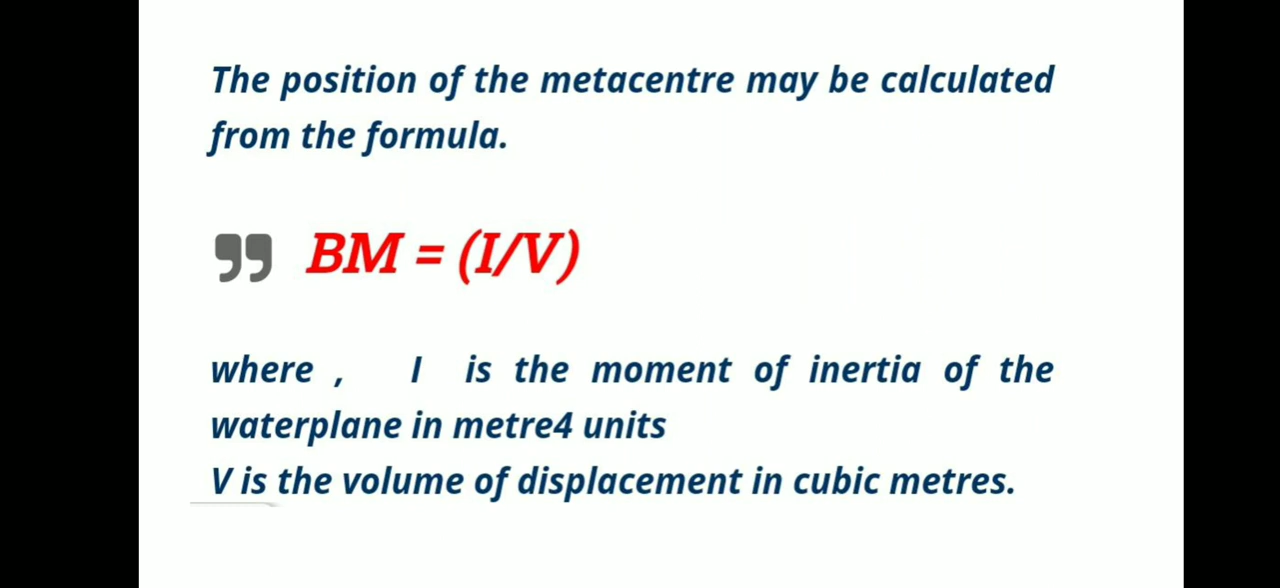 The position of the metacentre may be calculated
from the formula.
❞ BM = (I/V)
where , I is the moment of inertia of the
waterplane in metre4 units
V is the volume of displacement in cubic metres.